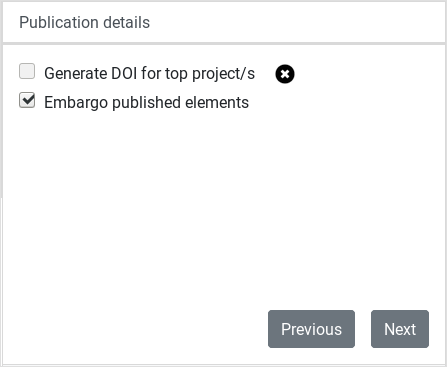 Publication details
Generate DOI for top project/s
Embargo published elements
Previous Next